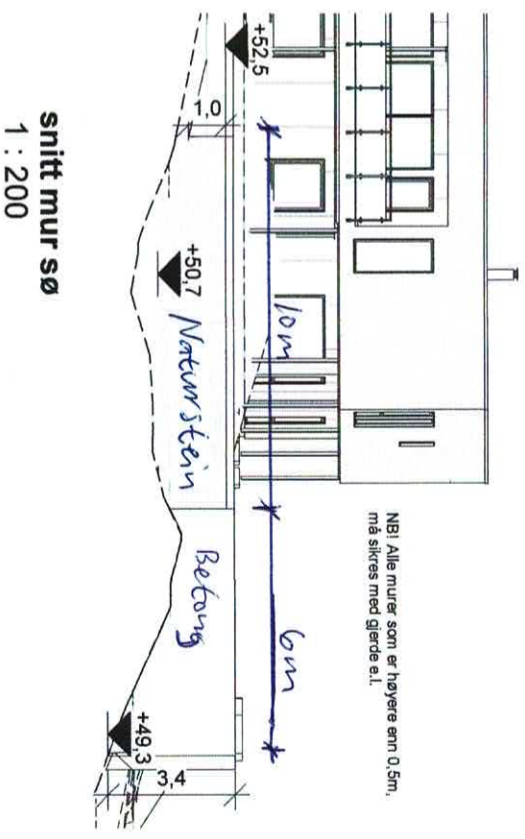 +52,5
1,0
+50,7
10m
Naturstein
NB! Alle murer som er høyere enn 0,5m,
må sikres med gjerde e.l.
6m
Betong
+49,3
3,4
snitt mur sø
1 : 200